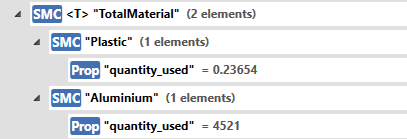 SMC <T> "TotalMaterial" (2 elements)
SMC "Plastic" (1 elements)
Prop "quantity_used" = 0.23654
SMC "Aluminium" (1 elements)
Prop "quantity_used" = 4521